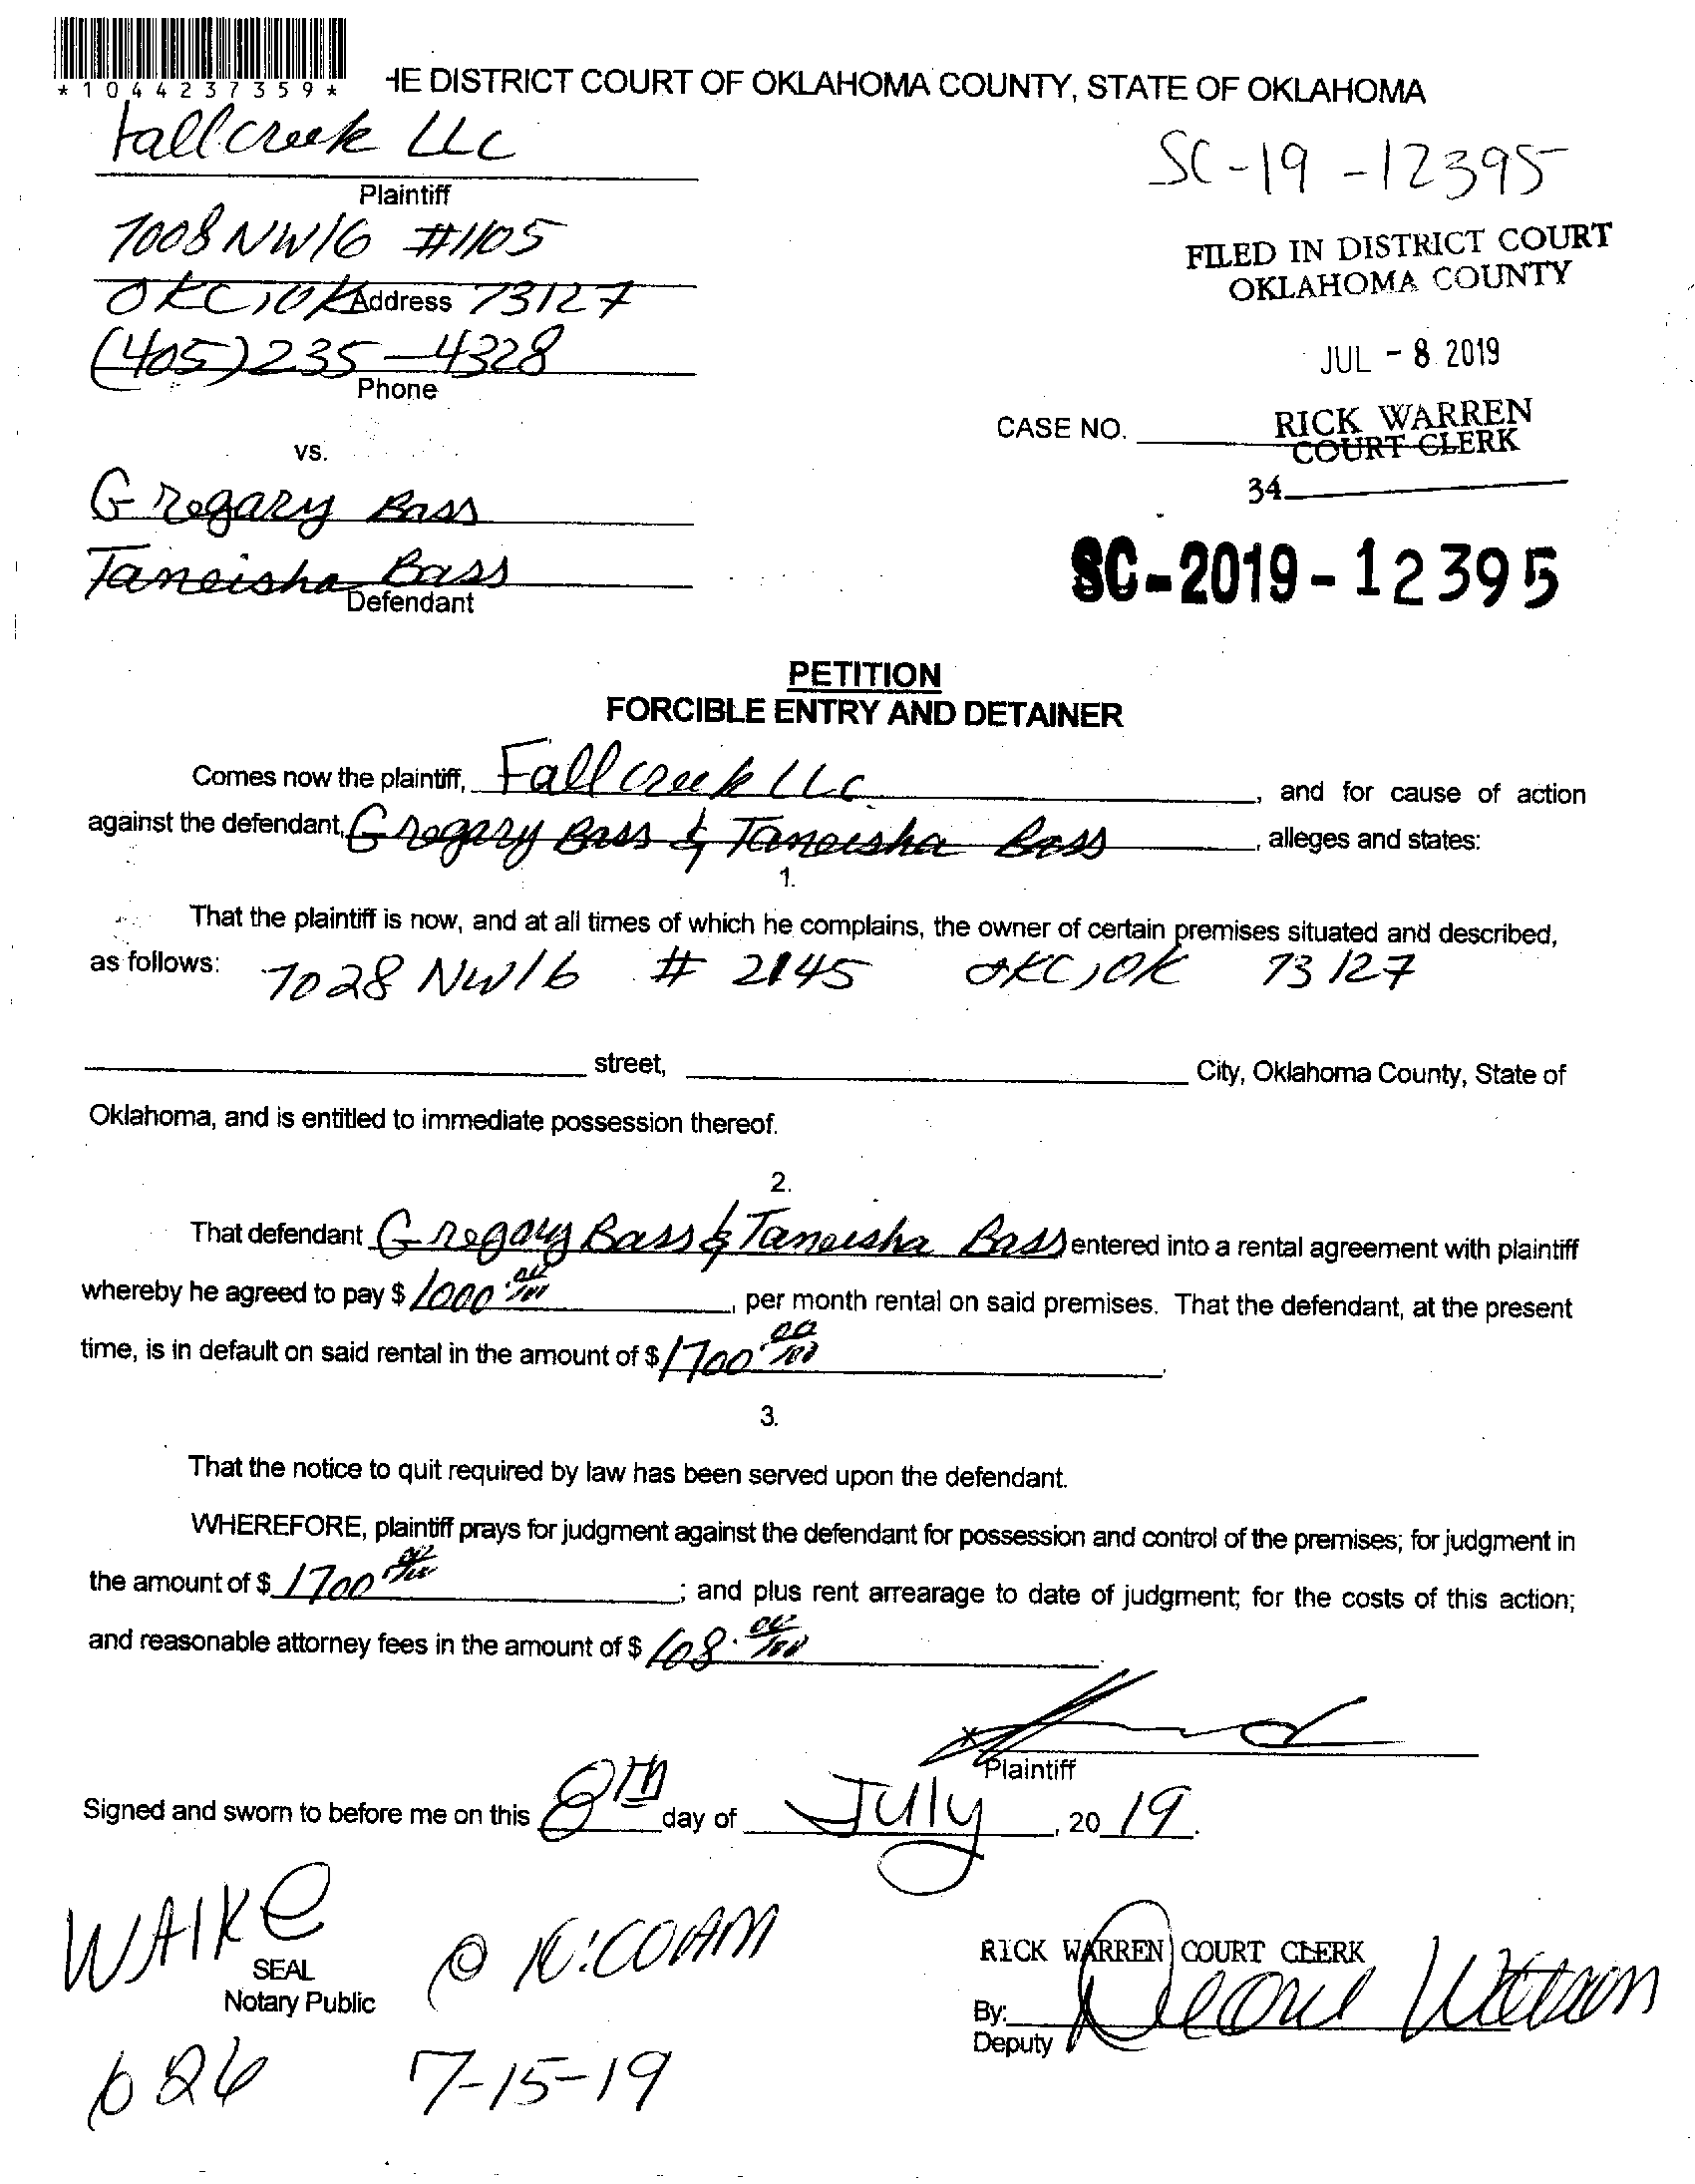 *1044237359*
HE DISTRICT COURT OF OKLAHOMA COUNTY, STATE OF OKLAHOMA
Fallcreek LLC
Plaintiff
SC-19-12395
7008 NW16 #1105
FILED IN DISTRICT COURT
OKLAHOMA COUNTY
OKC, OK 73127
Address
(405) 235-4328
Phone
JUL - 8 2019
CASE NO.
RICK WARREN
COURT CLERK
vs.
34
Gregary Bass
Taneisha Bass
Defendant
SC-2019-12395
PETITION
FORCIBLE ENTRY AND DETAINER
Comes now the plaintiff, Fallcreek LLC, and for cause of action
against the defendant, Gregary Bass & Taneisha Bass, alleges and states:
1.
That the plaintiff is now, and at all times of which he complains, the owner of certain premises situated and described,
as follows: 7028 NW16 # 2145 OKC, OK 73127
street, City, Oklahoma County, State of
Oklahoma, and is entitled to immediate possession thereof.
2.
That defendant Gregary Bass & Taneisha Bass entered into a rental agreement with plaintiff
whereby he agreed to pay $ 1000.00/100, per month rental on said premises. That the defendant, at the present
time, is in default on said rental in the amount of $ 1700.00/100.
3.
That the notice to quit required by law has been served upon the defendant.
WHEREFORE, plaintiff prays for judgment against the defendant for possession and control of the premises; for judgment in
the amount of $ 1700.00/100; and plus rent arrearage to date of judgment; for the costs of this action;
and reasonable attorney fees in the amount of $ 108.00/100.
Plaintiff
Signed and sworn to before me on this 8TH day of July, 2019.
@ 10:00AM
SEAL
Notary Public
RICK WARREN COURT CLERK
By:
Deputy
7-15-19